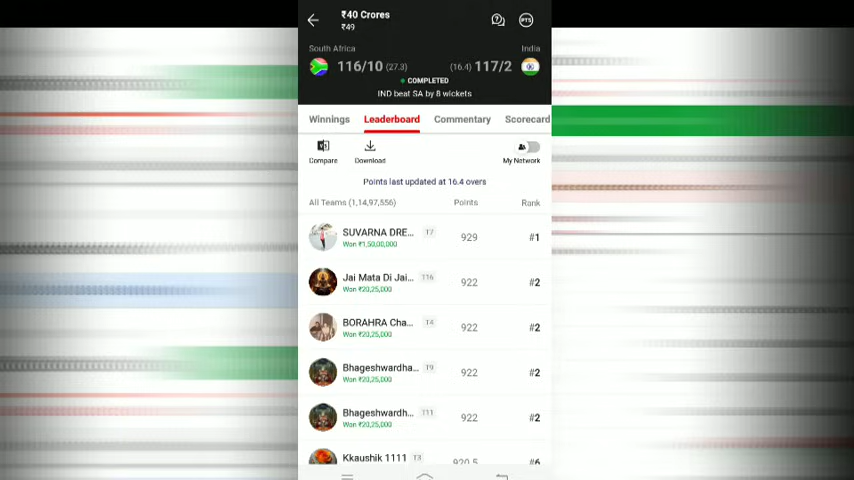 ₹40 Crores
₹49
South Africa
India
116/10 (27.3)
(16.4) 117/2
COMPLETED
IND beat SA by 8 wickets
Winnings Leaderboard Commentary Scorecard
Compare Download My Network
Points last updated at 16.4 overs
All Teams (1,14,97,556) Points Rank
SUVARNA DRE... T7 929 #1
Won ₹1,50,00,000
Jai Mata Di Jai... T16 922 #2
Won ₹20,25,000
BORAHRA Cha... T4 922 #2
Won ₹20,25,000
Bhageshwardha... T9 922 #2
Won ₹20,25,000
Bhageshwardh... T11 922 #2
Won ₹20,25,000
Kkaushik 1111 T3 920.5 #6